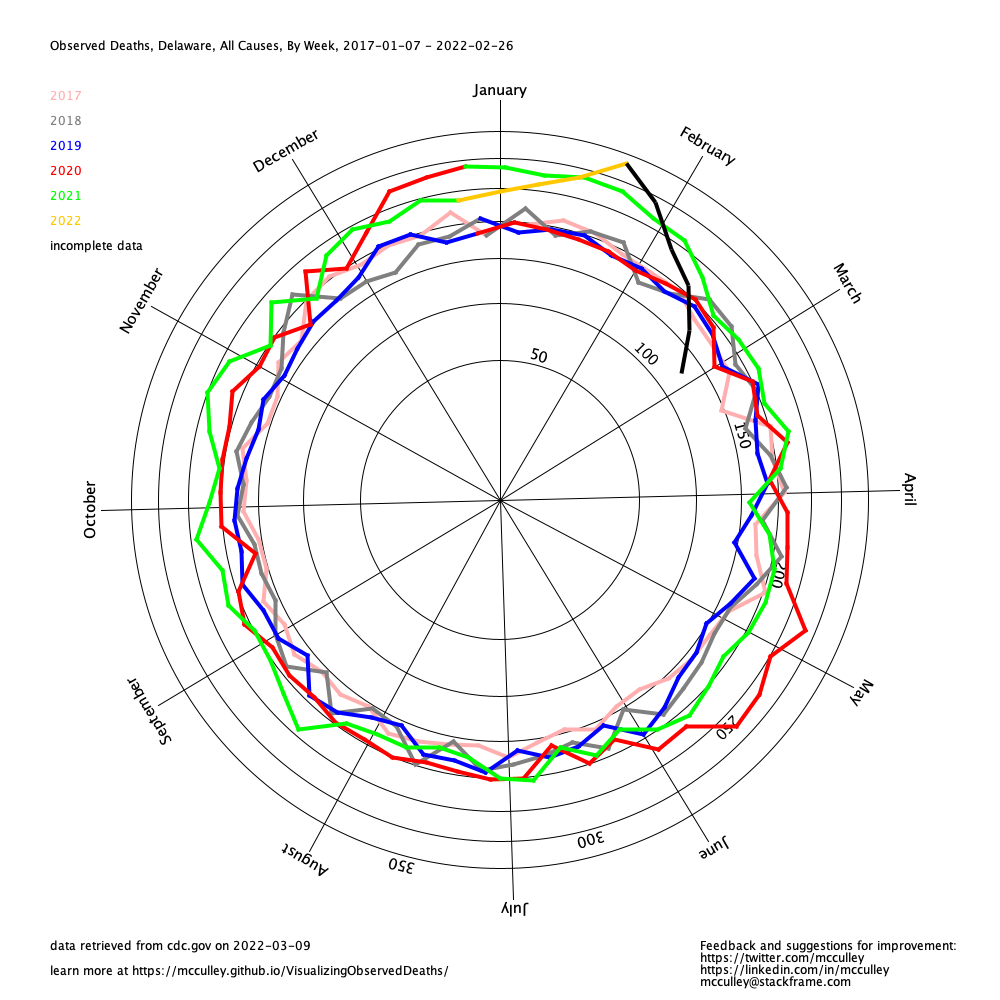 Observed Deaths, Delaware, All Causes, By Week, 2017-01-07 - 2022-02-26
January
2017
2018
2019
2020
2021
2022
incomplete data
December
February
November
March
50
100
150
October
April
200
September
May
250
300
350
August
June
July
data retrieved from cdc.gov on 2022-03-09
learn more at https://mcculley.github.io/VisualizingObservedDeaths/
Feedback and suggestions for improvement:
https://twitter.com/mcculley
https://linkedin.com/in/mcculley
mcculley@stackframe.com